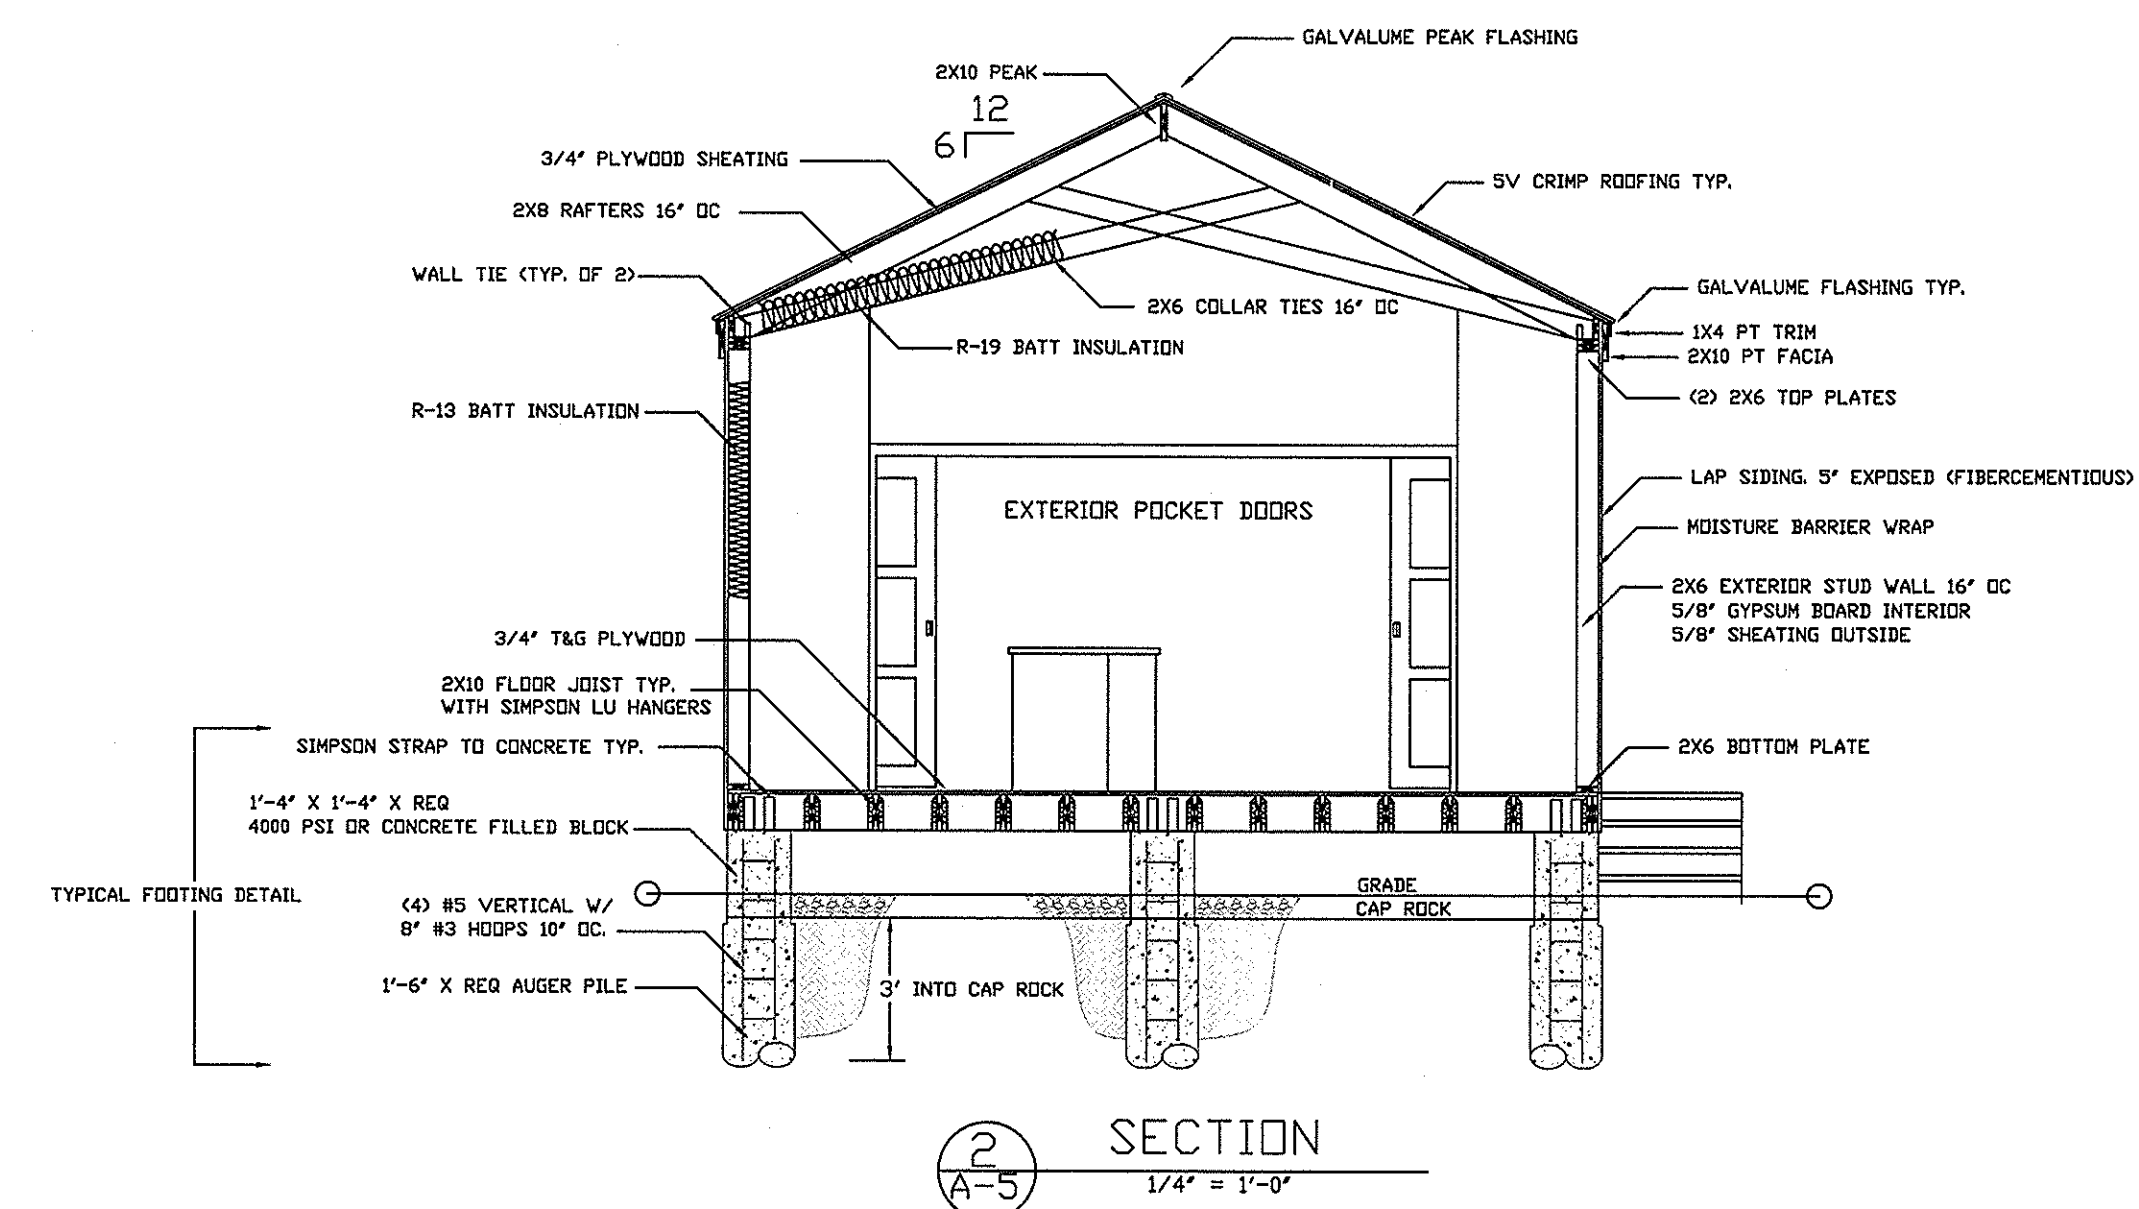 GALVALUME PEAK FLASHING
2X10 PEAK
12
6
3/4" PLYWOOD SHEATING
5V CRIMP ROOFING TYP.
2X8 RAFTERS 16" OC
WALL TIE (TYP. OF 2)
GALVALUME FLASHING TYP.
2X6 COLLAR TIES 16" OC
1X4 PT TRIM
R-19 BATT INSULATION
2X10 PT FACIA
(2) 2X6 TOP PLATES
R-13 BATT INSULATION
LAP SIDING. 5" EXPOSED (FIBERCEMENTIOUS)
EXTERIOR POCKET DOORS
MOISTURE BARRIER WRAP
2X6 EXTERIOR STUD WALL 16" OC
5/8" GYPSUM BOARD INTERIOR
5/8" SHEATING OUTSIDE
3/4" T&G PLYWOOD
2X10 FLOOR JOIST TYP.
WITH SIMPSON LU HANGERS
SIMPSON STRAP TO CONCRETE TYP.
2X6 BOTTOM PLATE
1'-4" X 1'-4" X REQ
4000 PSI OR CONCRETE FILLED BLOCK
TYPICAL FOOTING DETAIL
GRADE
CAP ROCK
(4) #5 VERTICAL W/
8" #3 HOOPS 10" OC.
1'-6" X REQ AUGER PILE
3' INTO CAP ROCK
2
A-5
SECTION
1/4" = 1'-0"